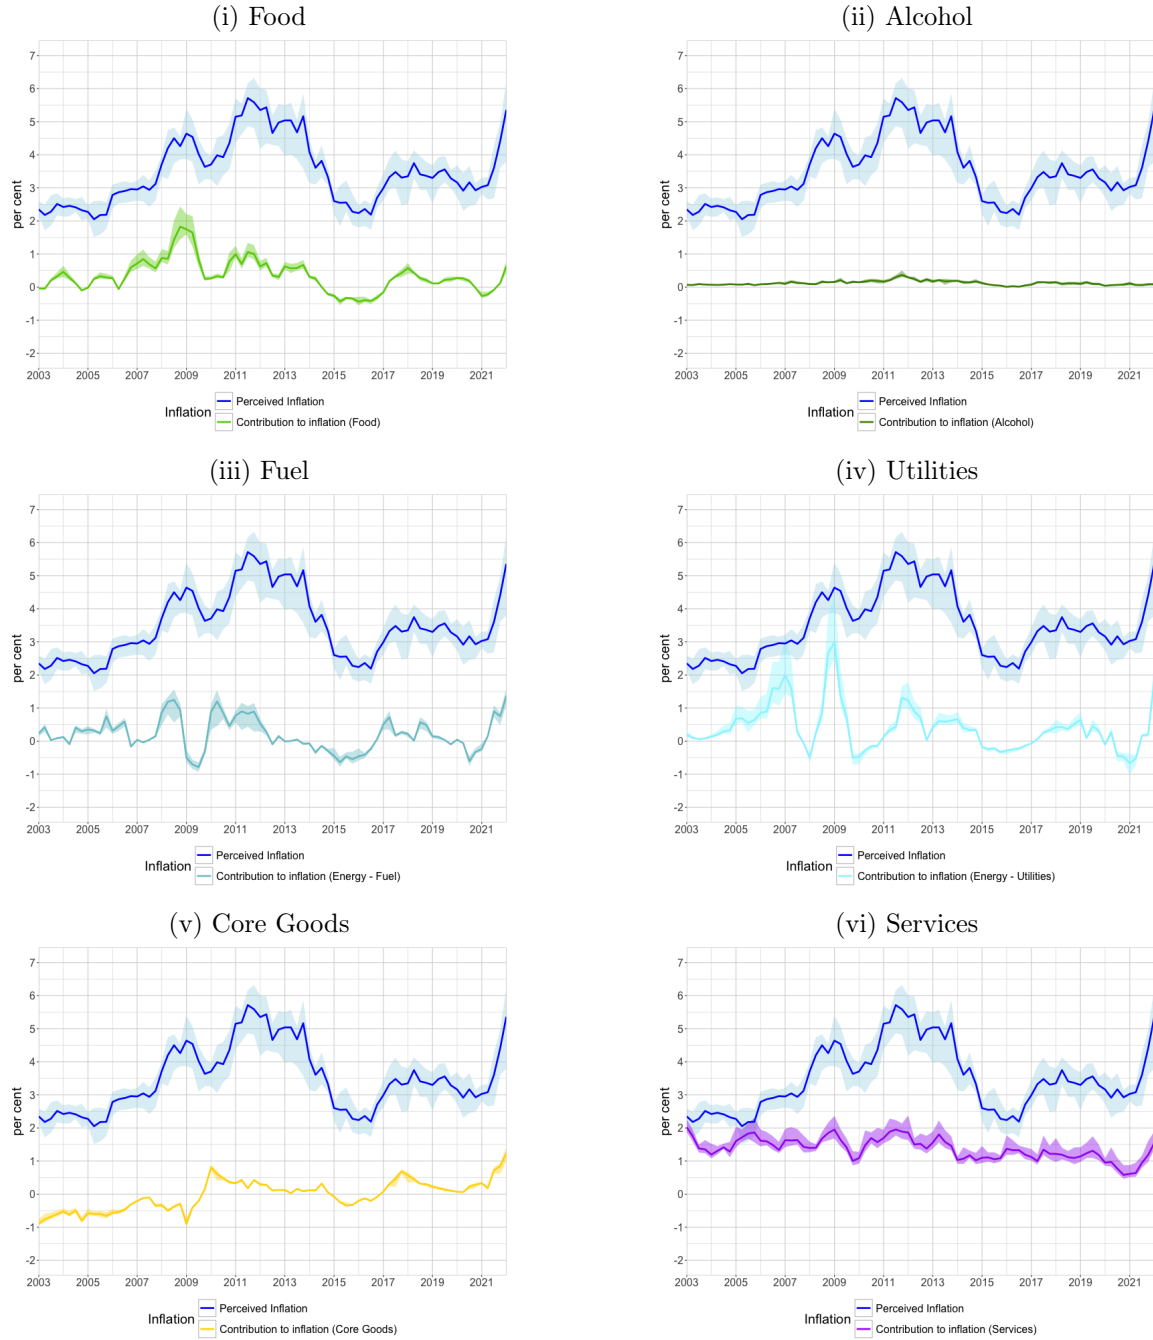 (i) Food
7
6
5
4
3
2
1
0
-1
-2
per cent
2003 2005 2007 2009 2011 2013 2015 2017 2019 2021
Inflation
Perceived Inflation
Contribution to inflation (Food)
(ii) Alcohol
7
6
5
4
3
2
1
0
-1
-2
per cent
2003 2005 2007 2009 2011 2013 2015 2017 2019 2021
Inflation
Perceived Inflation
Contribution to inflation (Alcohol)
(iii) Fuel
7
6
5
4
3
2
1
0
-1
-2
per cent
2003 2005 2007 2009 2011 2013 2015 2017 2019 2021
Inflation
Perceived Inflation
Contribution to inflation (Energy - Fuel)
(iv) Utilities
7
6
5
4
3
2
1
0
-1
-2
per cent
2003 2005 2007 2009 2011 2013 2015 2017 2019 2021
Inflation
Perceived Inflation
Contribution to inflation (Energy - Utilities)
(v) Core Goods
7
6
5
4
3
2
1
0
-1
-2
per cent
2003 2005 2007 2009 2011 2013 2015 2017 2019 2021
Inflation
Perceived Inflation
Contribution to inflation (Core Goods)
(vi) Services
7
6
5
4
3
2
1
0
-1
-2
per cent
2003 2005 2007 2009 2011 2013 2015 2017 2019 2021
Inflation
Perceived Inflation
Contribution to inflation (Services)